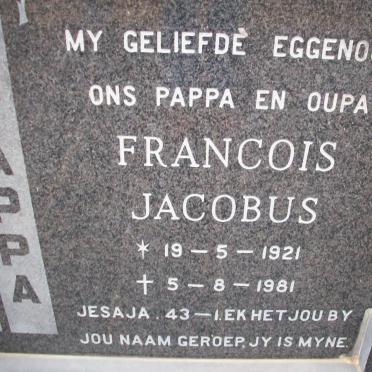 MY GELIEFDE EGGENO
ONS PAPPA EN OUPA
FRANCOIS
JACOBUS
* 19 – 5 – 1921
† 5 – 8 – 1981
JESAJA. 43 – 1. EK HET JOU BY
JOU NAAM GEROEP, JY IS MYNE.
APPA